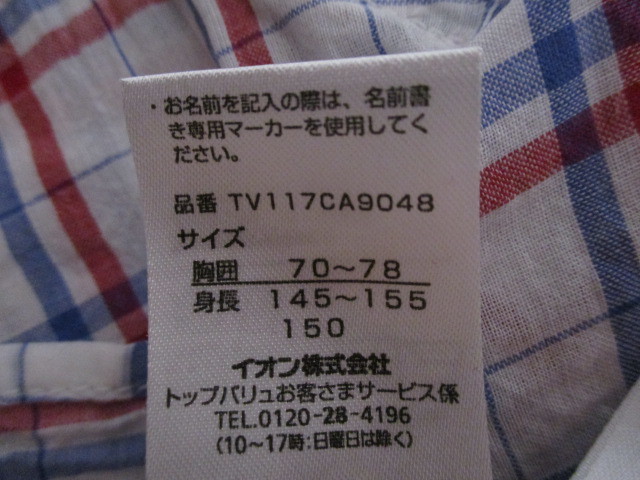 ・お名前を記入の際は、名前書
き専用マーカーを使用してく
ださい。
品番 TV117CA9048
サイズ
胸囲 70～78
身長 145～155
150
イオン株式会社
トップバリュお客さまサービス係
TEL.0120-28-4196
(10～17時:日曜日は除く)